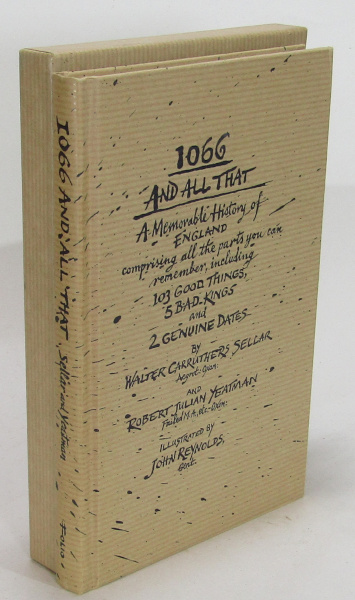 1066 AND ALL THAT Sellar and Yeatman FOLIO
1066
AND ALL THAT
A Memorable History of
ENGLAND
comprising all the parts you can
remember, including
103 GOOD THINGS,
5 BAD KINGS
and
2 GENUINE DATES
BY
WALTER CARRUTHERS SELLAR
Aegrot: Oxon.
AND
ROBERT JULIAN YEATMAN
Failed M.A., etc: Oxon.
ILLUSTRATED BY
JOHN REYNOLDS,
Gent.